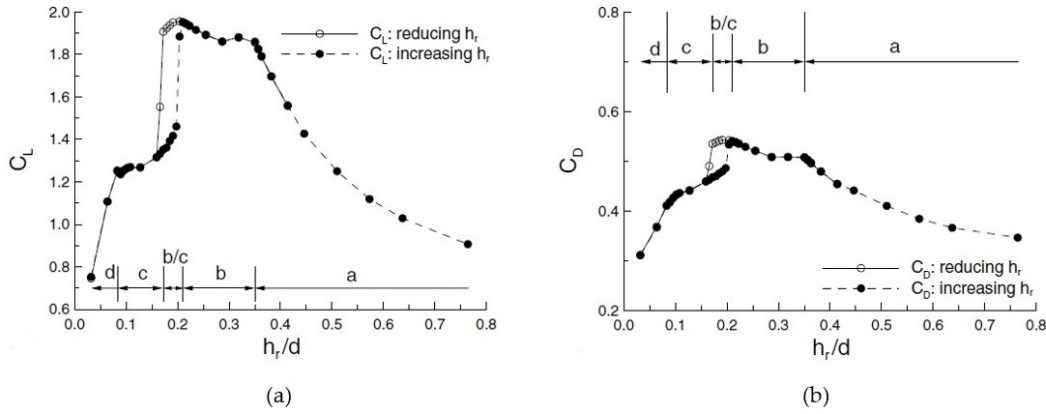 2.0
1.8
1.6
1.4
1.2
1.0
0.8
0.6
C_L
C_L: reducing h_r
C_L: increasing h_r
b/c
d c b a
0.0 0.1 0.2 0.3 0.4 0.5 0.6 0.7 0.8
h_r/d
(a)
0.8
0.6
0.4
0.2
C_D
b/c
d c b a
C_D: reducing h_r
C_D: increasing h_r
0.0 0.1 0.2 0.3 0.4 0.5 0.6 0.7 0.8
h_r/d
(b)